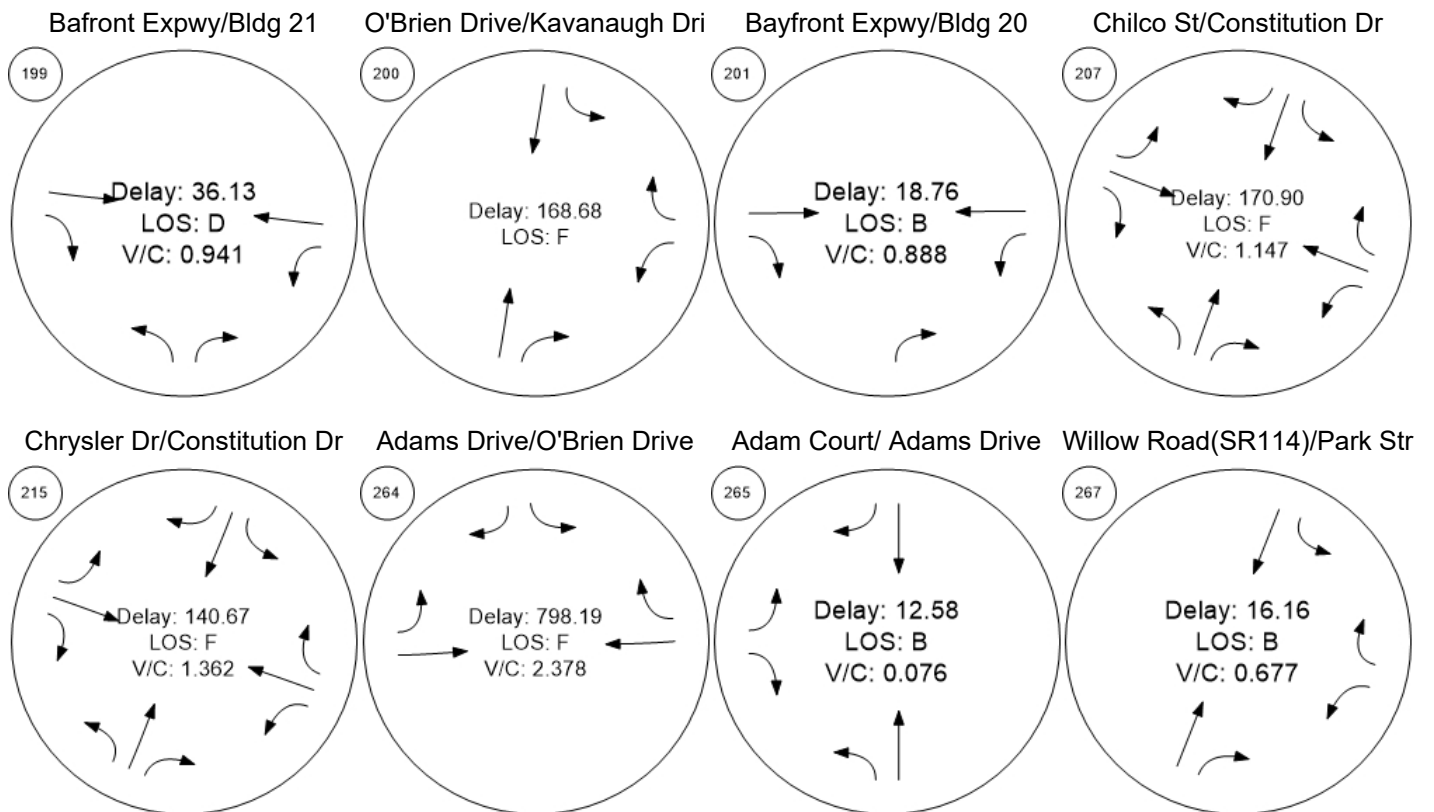 Bafront Expwy/Bldg 21
O'Brien Drive/Kavanaugh Dri
Bayfront Expwy/Bldg 20
Chilco St/Constitution Dr
199
Delay: 36.13
LOS: D
V/C: 0.941
200
Delay: 168.68
LOS: F
201
Delay: 18.76
LOS: B
V/C: 0.888
207
Delay: 170.90
LOS: F
V/C: 1.147
Chrysler Dr/Constitution Dr
Adams Drive/O'Brien Drive
Adam Court/ Adams Drive
Willow Road(SR114)/Park Str
215
Delay: 140.67
LOS: F
V/C: 1.362
264
Delay: 798.19
LOS: F
V/C: 2.378
265
Delay: 12.58
LOS: B
V/C: 0.076
267
Delay: 16.16
LOS: B
V/C: 0.677